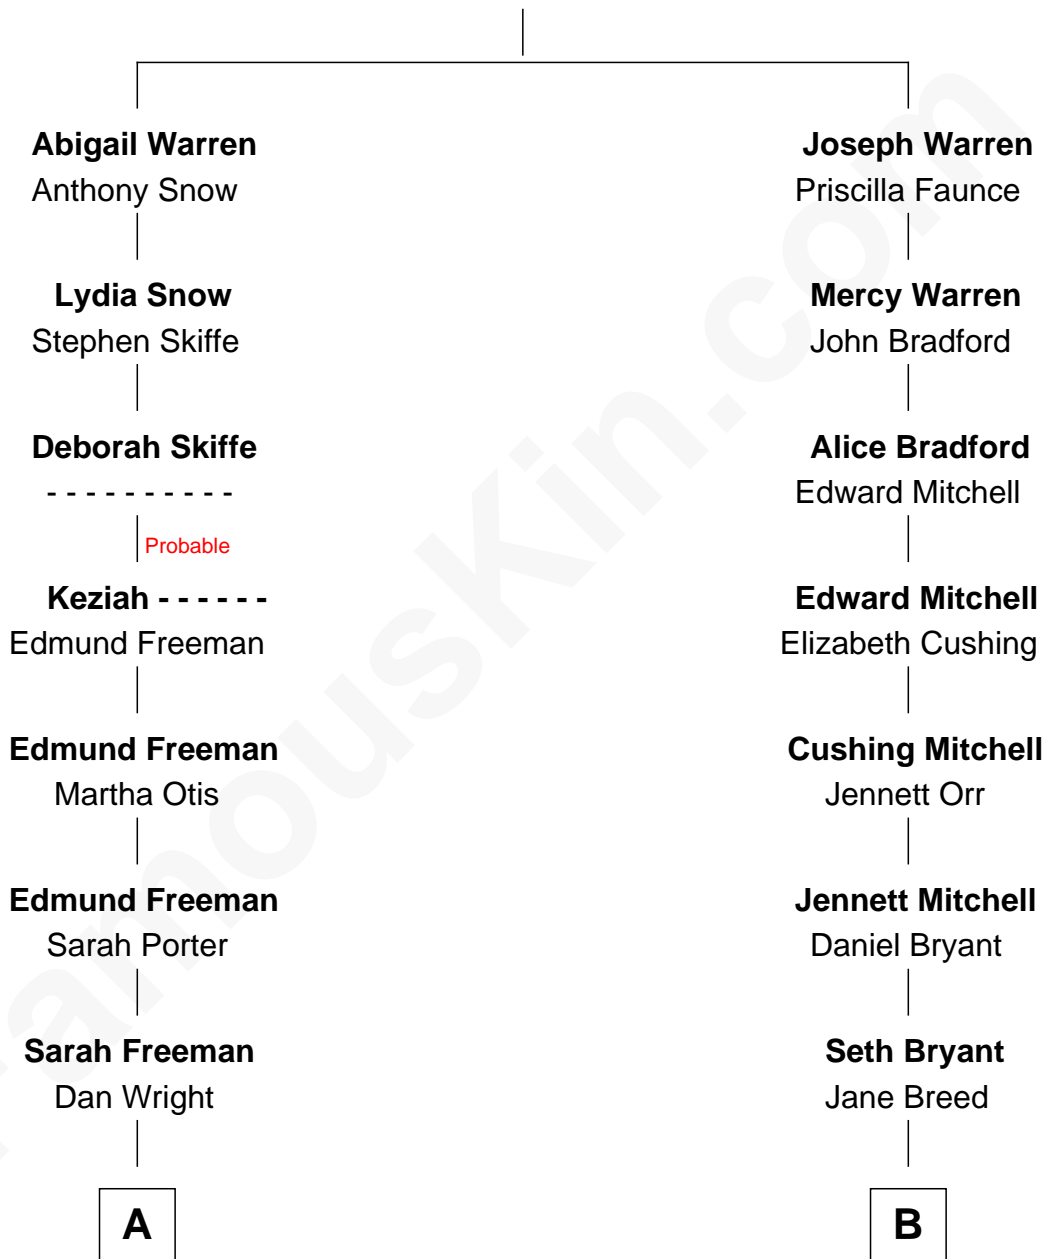 Abigail Warren
Anthony Snow
Lydia Snow
Stephen Skiffe
Deborah Skiffe
- - - - - - - - - -
Probable
Keziah - - - - - -
Edmund Freeman
Edmund Freeman
Martha Otis
Edmund Freeman
Sarah Porter
Sarah Freeman
Dan Wright
A
Joseph Warren
Priscilla Faunce
Mercy Warren
John Bradford
Alice Bradford
Edward Mitchell
Edward Mitchell
Elizabeth Cushing
Cushing Mitchell
Jennett Orr
Jennett Mitchell
Daniel Bryant
Seth Bryant
Jane Breed
B
FamousKin.com